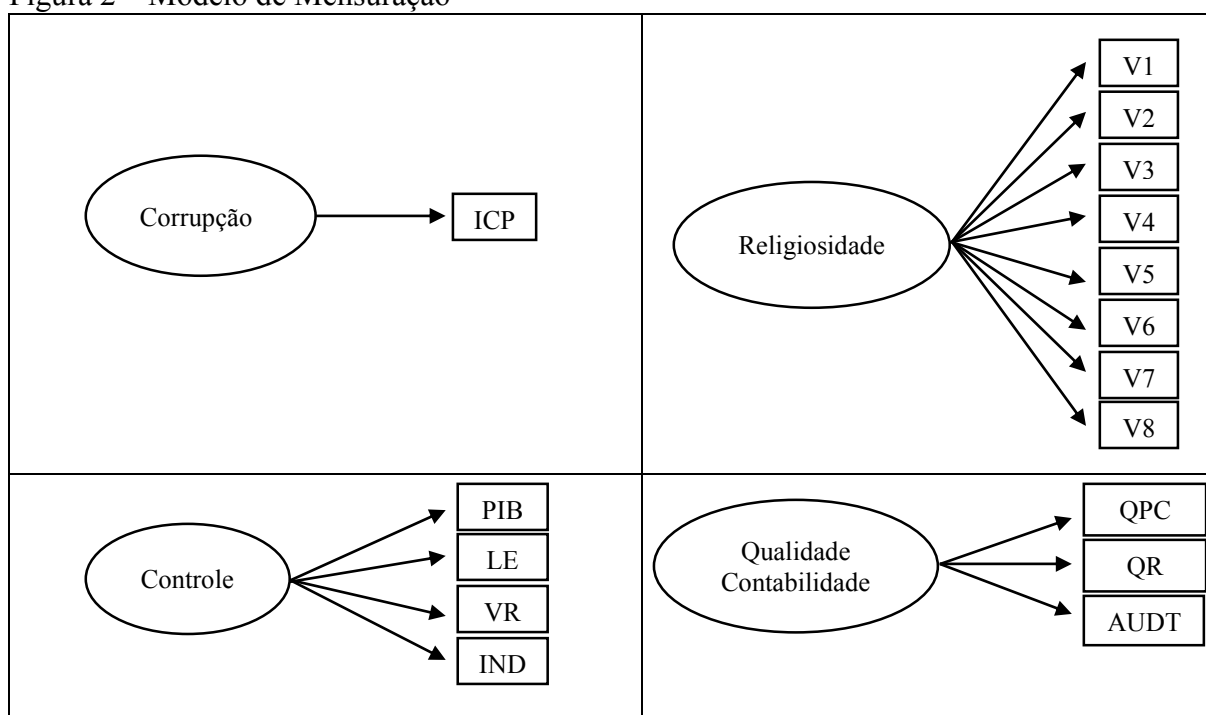 Figura 2 – Modelo de Mensuração
Corrupção
ICP
Religiosidade
V1
V2
V3
V4
V5
V6
V7
V8
Controle
PIB
LE
VR
IND
Qualidade
Contabilidade
QPC
QR
AUDT